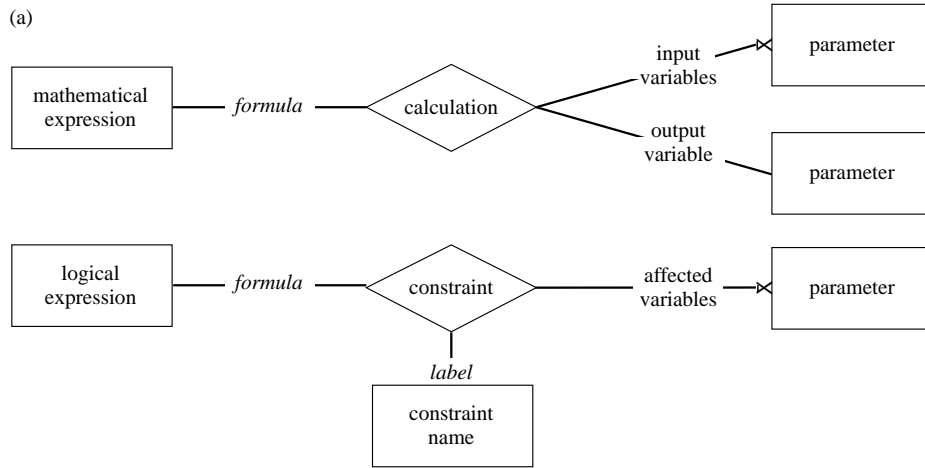 (a)
mathematical
expression
formula
calculation
input
variables
parameter
output
variable
parameter
logical
expression
formula
constraint
affected
variables
parameter
label
constraint
name